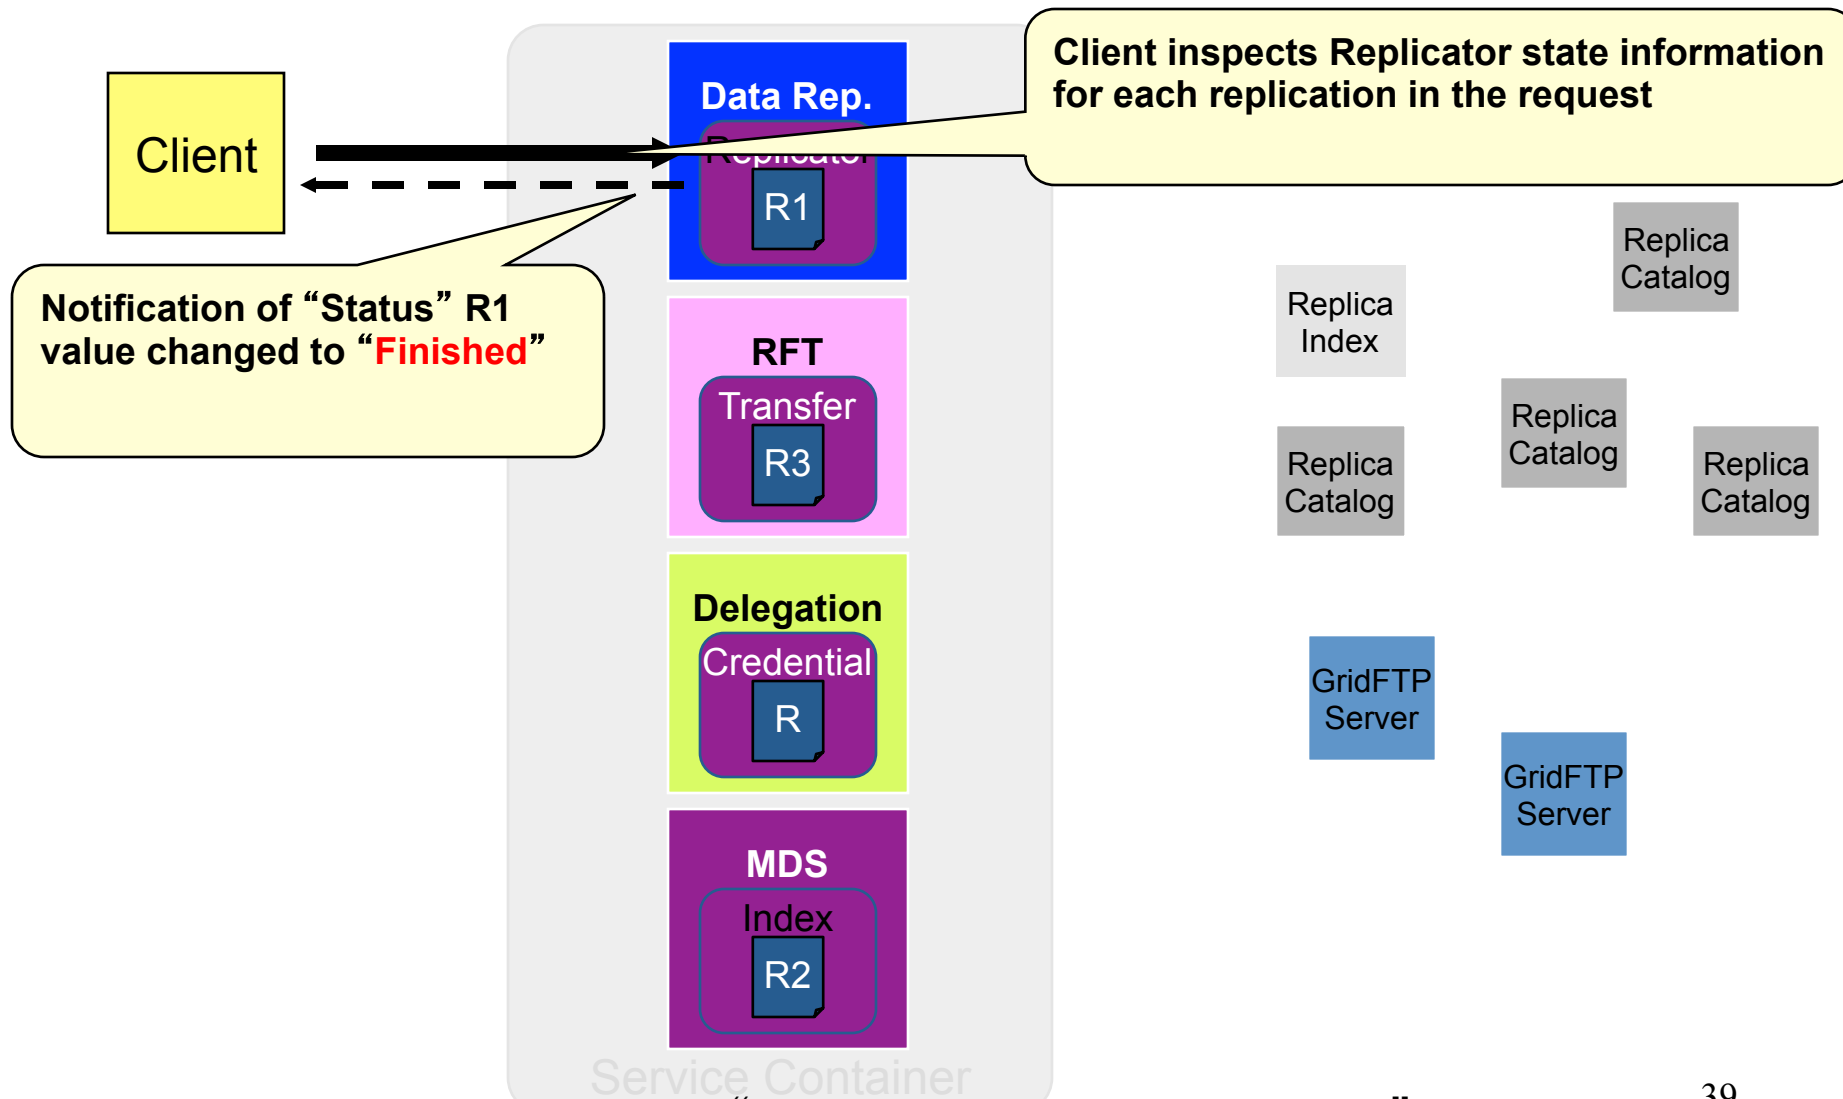 Client inspects Replicator state information
for each replication in the request
Data Rep.
Replicator
R1
Client
Notification of “Status” R1
value changed to “Finished”
RFT
Transfer
R3
Delegation
Credential
R
MDS
Index
R2
Service Container
Replica
Catalog
Replica
Index
Replica
Catalog
Replica
Catalog
Replica
Catalog
GridFTP
Server
GridFTP
Server
39